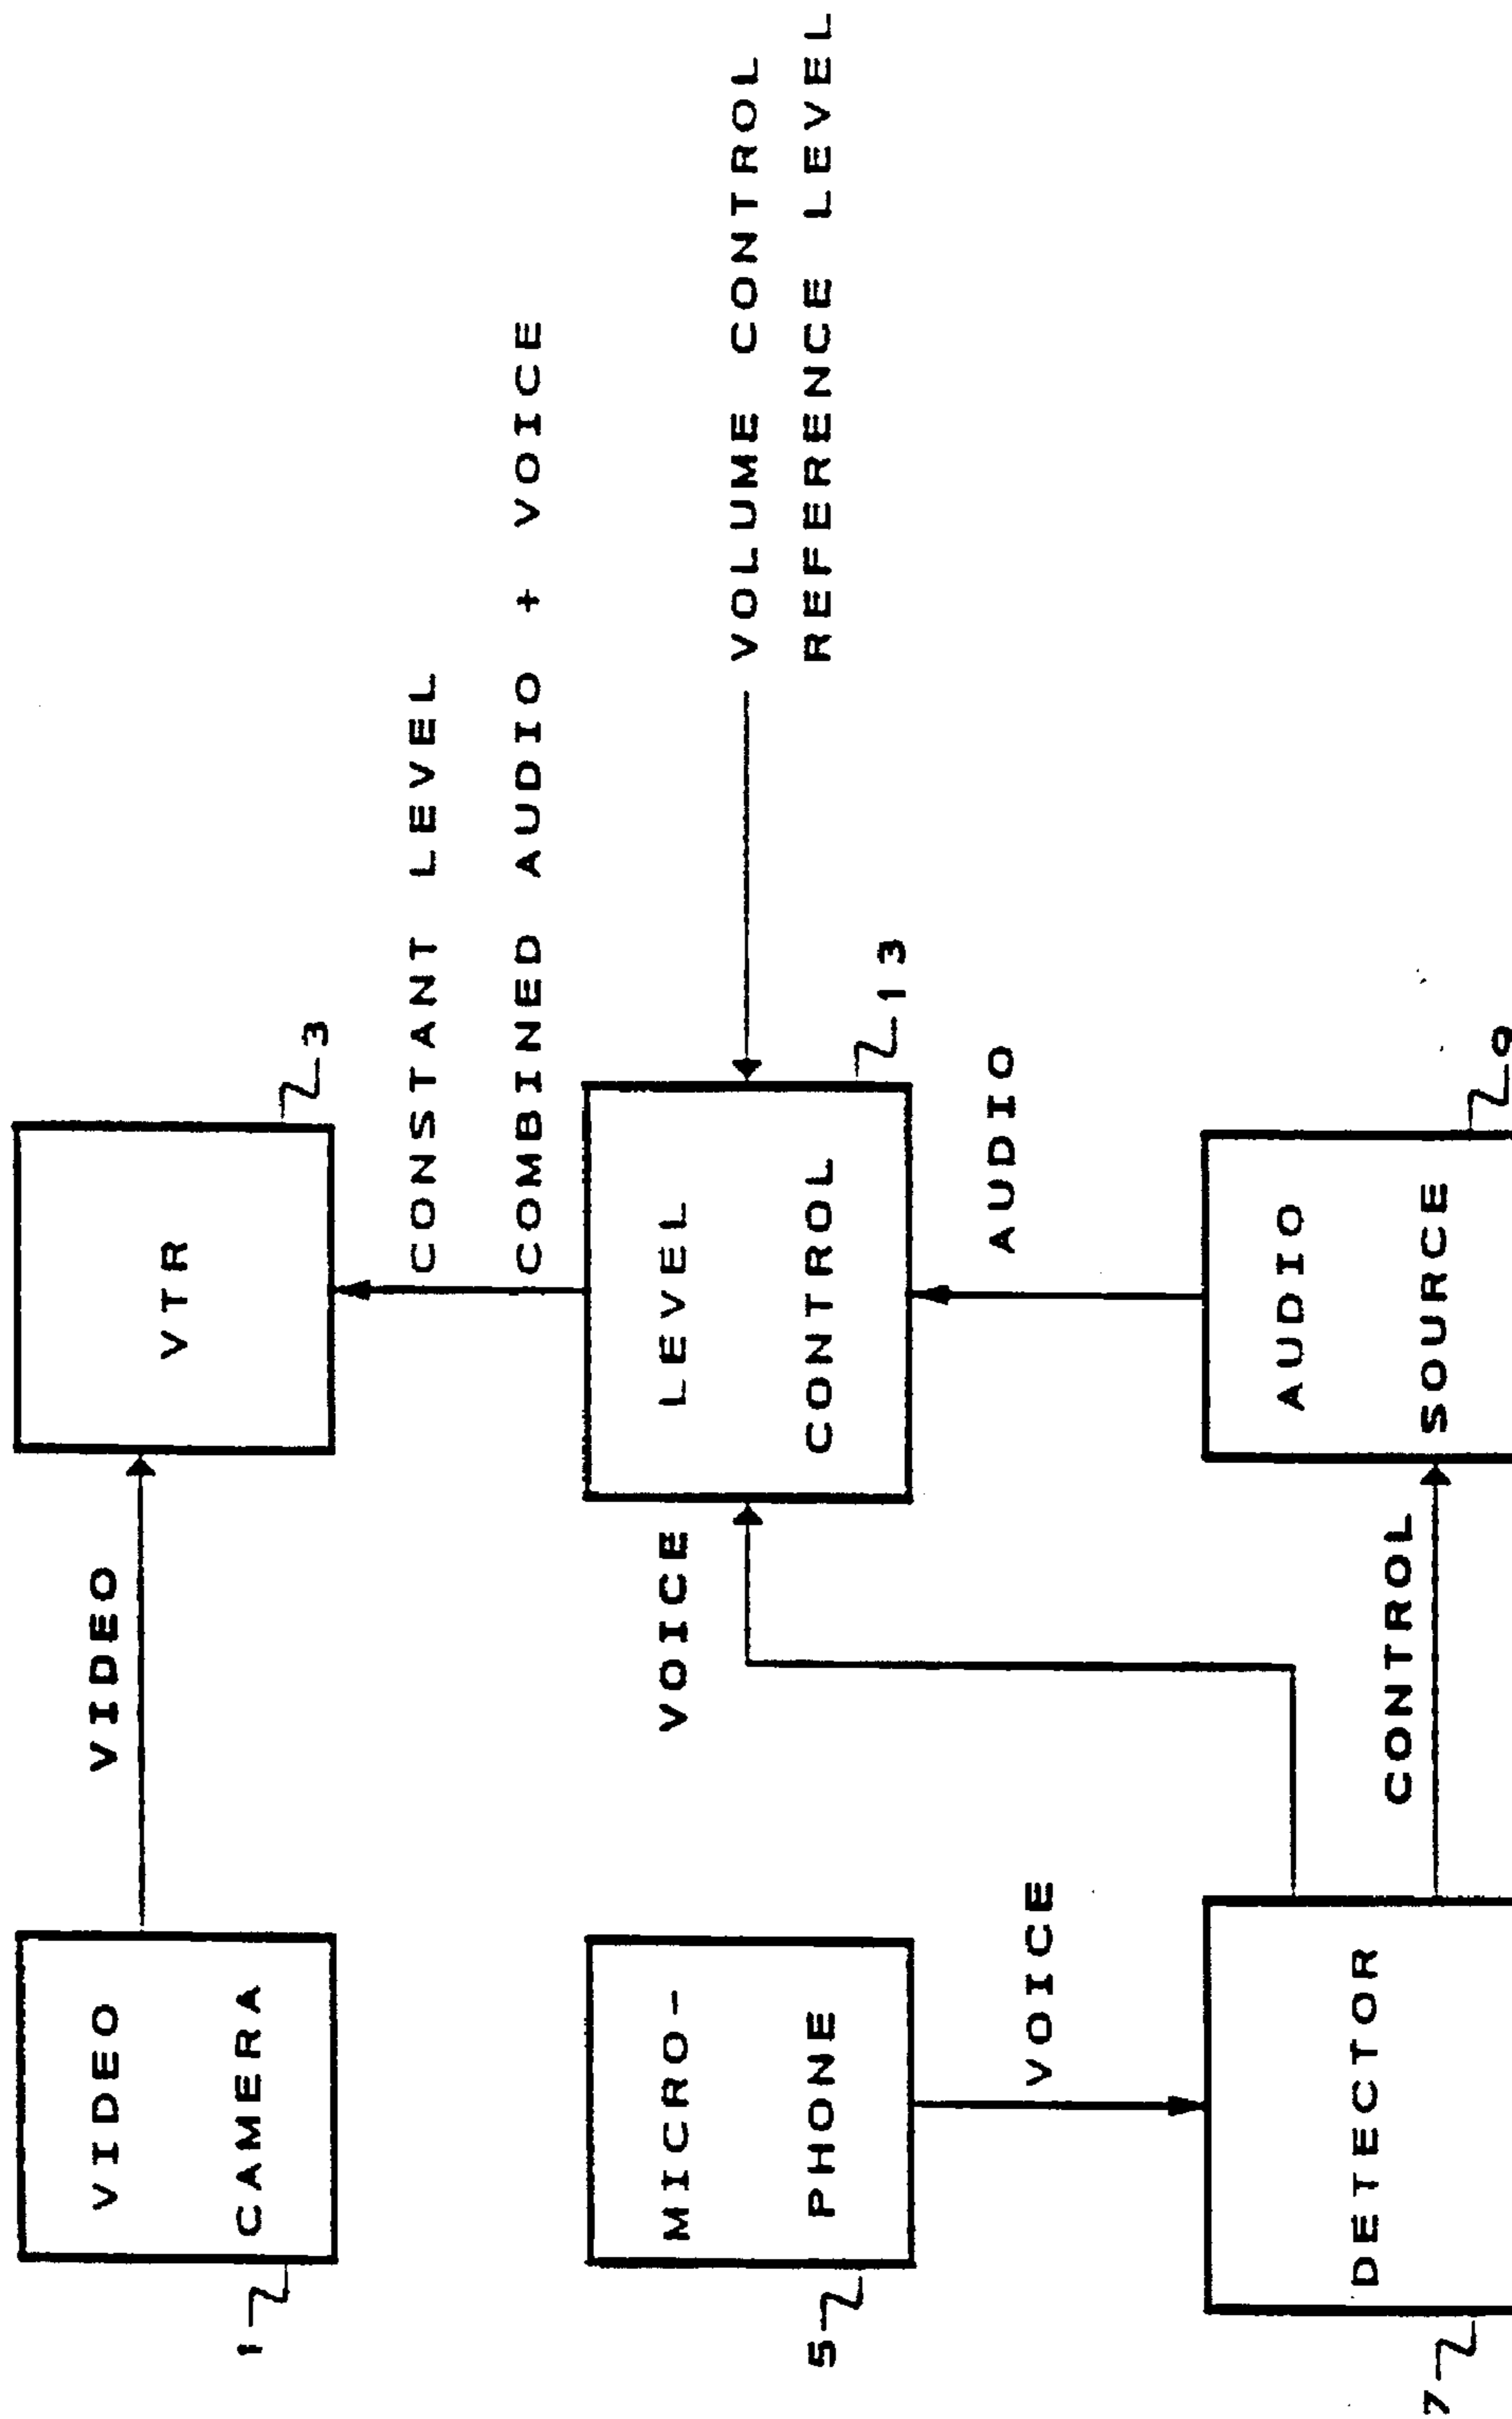 VIDEO
CAMERA
1
VIDEO
VTR
3
CONSTANT LEVEL
COMBINED AUDIO + VOICE
MICRO-
PHONE
5
VOICE
LEVEL
CONTROL
13
VOLUME CONTROL
REFERENCE LEVEL
VOICE
AUDIO
DETECTOR
7
CONTROL
AUDIO
SOURCE
9